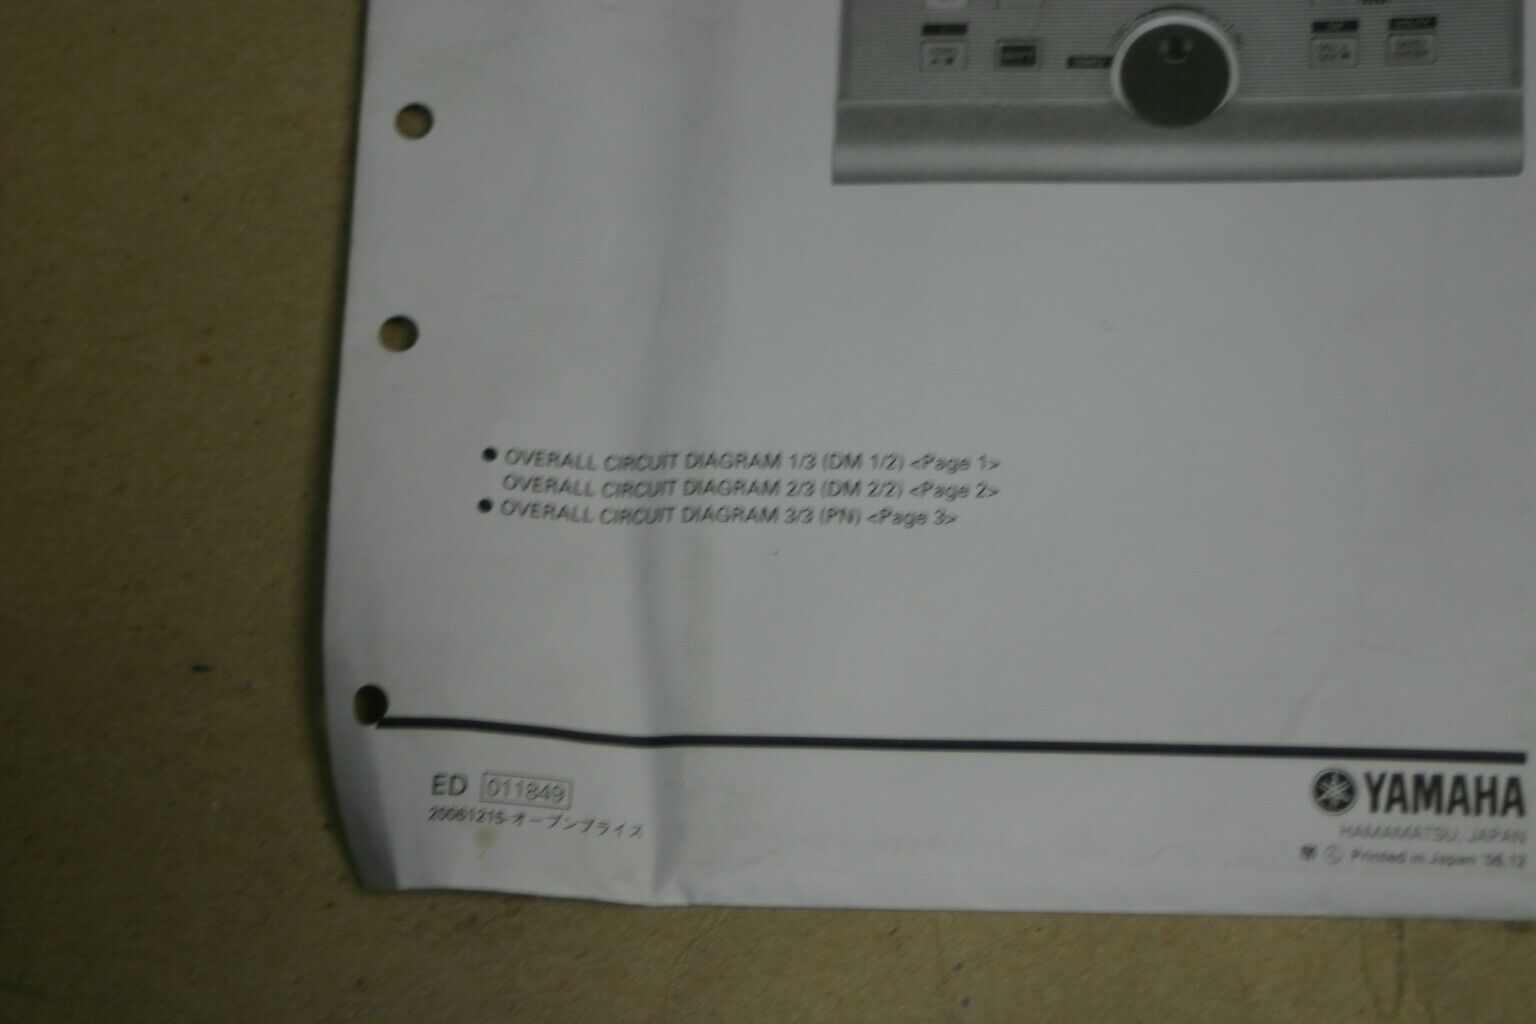 ● OVERALL CIRCUIT DIAGRAM 1/3 (DM 1/2) <Page 1>
OVERALL CIRCUIT DIAGRAM 2/3 (DM 2/2) <Page 2>
● OVERALL CIRCUIT DIAGRAM 3/3 (PN) <Page 3>
ED 011849
20061215-オープンプライス
YAMAHA
HAMAMATSU, JAPAN
Printed in Japan '06.12